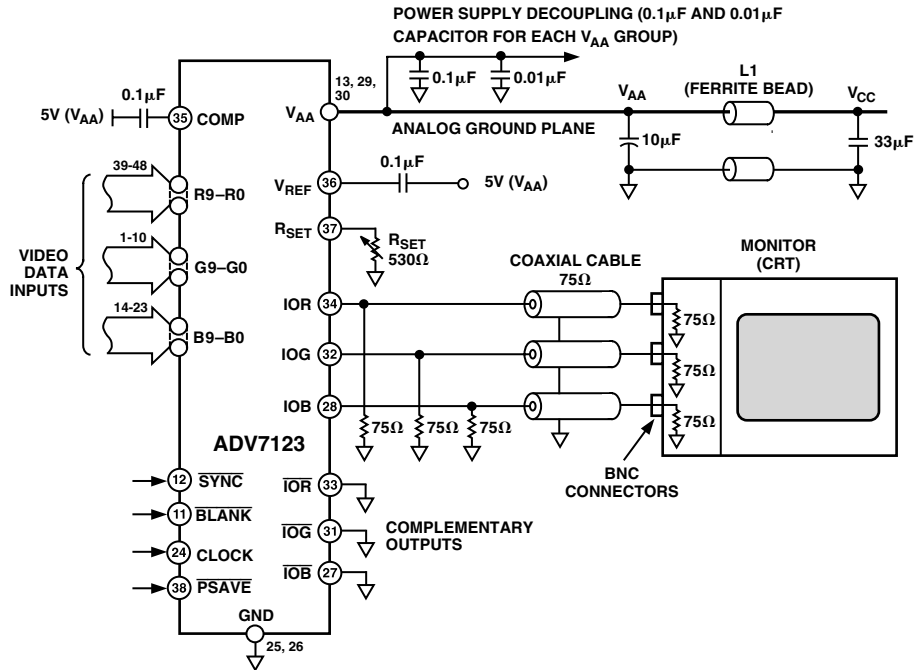 POWER SUPPLY DECOUPLING (0.1μF AND 0.01μF
CAPACITOR FOR EACH VAA GROUP)
0.1μF
0.01μF
13, 29,
30
VAA
ANALOG GROUND PLANE
VAA
L1
(FERRITE BEAD)
VCC
10μF
33μF
0.1μF
5V (VAA)
35
COMP
VREF
36
0.1μF
5V (VAA)
RSET
37
RSET
530Ω
VIDEO
DATA
INPUTS
39-48
R9–R0
1-10
G9–G0
14-23
B9–B0
IOR
34
IOG
32
IOB
28
75Ω
75Ω
75Ω
COAXIAL CABLE
75Ω
MONITOR
(CRT)
75Ω
75Ω
75Ω
BNC
CONNECTORS
ADV7123
12
SYNC
11
BLANK
24
CLOCK
38
PSAVE
IOR
33
IOG
31
IOB
27
COMPLEMENTARY
OUTPUTS
GND
25, 26